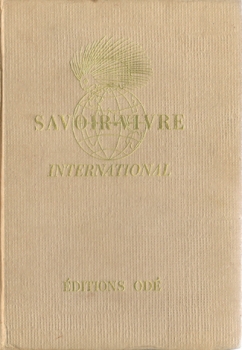 SAVOIR-VIVRE
INTERNATIONAL
ÉDITIONS ODÉ